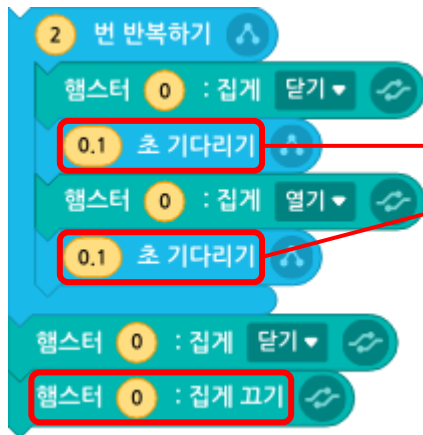 2 번 반복하기
햄스터 0 : 집게 닫기
0.1 초 기다리기
햄스터 0 : 집게 열기
0.1 초 기다리기
햄스터 0 : 집게 닫기
햄스터 0 : 집게 끄기